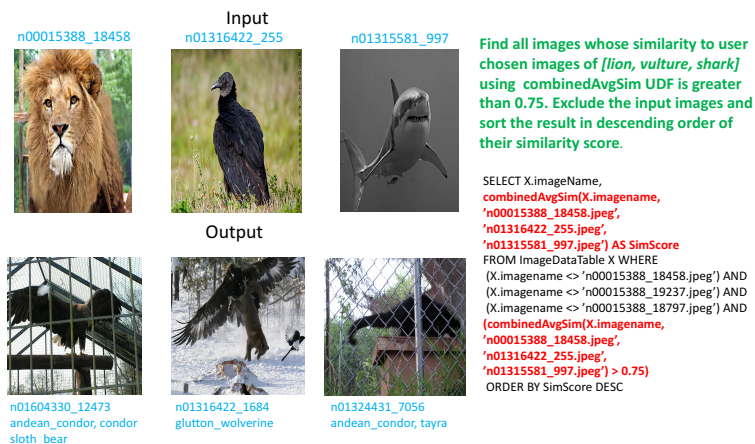 Input
n00015388_18458
n01316422_255
n01315581_997
Output
n01604330_12473
andean_condor, condor
sloth_bear
n01316422_1684
glutton_wolverine
n01324431_7056
andean_condor, tayra
Find all images whose similarity to user
chosen images of [lion, vulture, shark]
using combinedAvgSim UDF is greater
than 0.75. Exclude the input images and
sort the result in descending order of
their similarity score.
SELECT X.imageName,
combinedAvgSim(X.imagename,
’n00015388_18458.jpeg’,
’n01316422_255.jpeg’,
’n01315581_997.jpeg’) AS SimScore
FROM ImageDataTable X WHERE
(X.imagename <> ’n00015388_18458.jpeg’) AND
(X.imagename <> ’n00015388_19237.jpeg’) AND
(X.imagename <> ’n00015388_18797.jpeg’) AND
(combinedAvgSim(X.imagename,
’n00015388_18458.jpeg’,
’n01316422_255.jpeg’,
’n01315581_997.jpeg’) > 0.75)
ORDER BY SimScore DESC